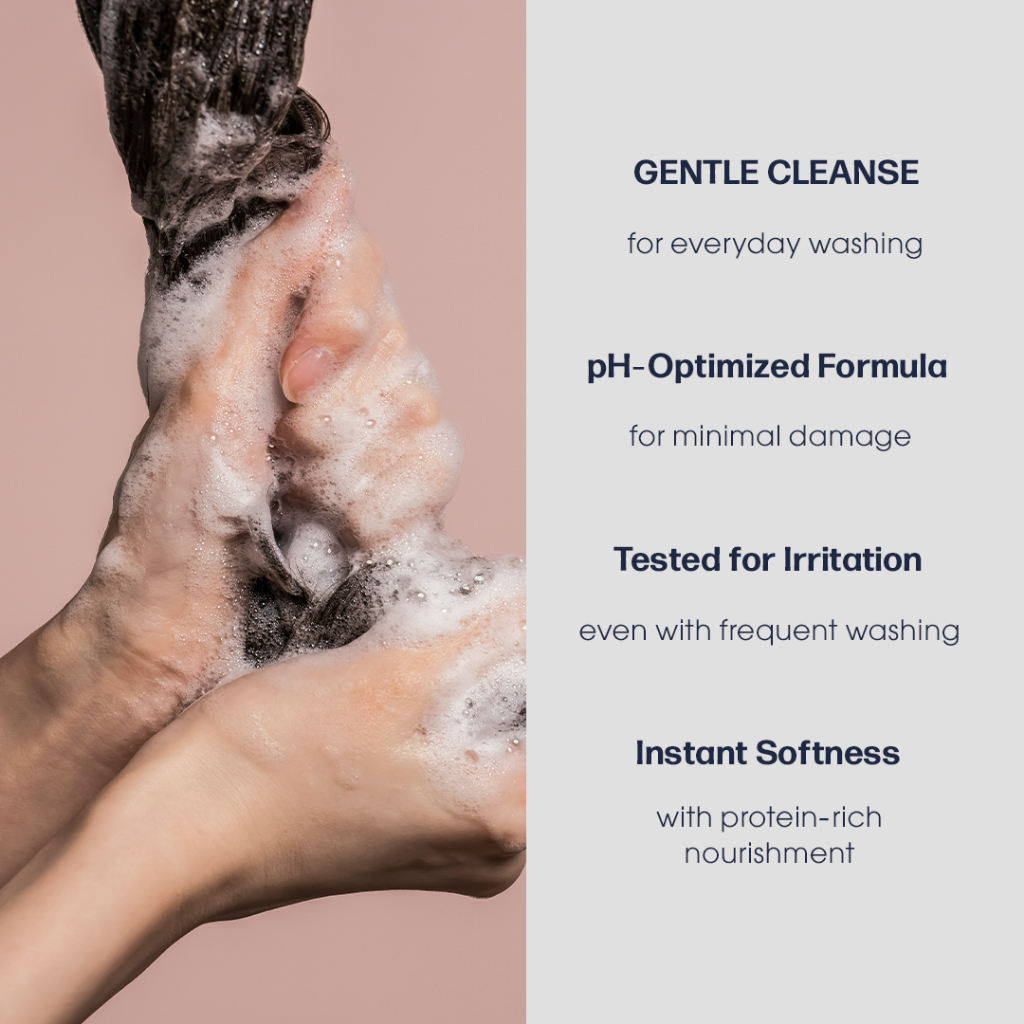 GENTLE CLEANSE
for everyday washing
pH-Optimized Formula
for minimal damage
Tested for Irritation
even with frequent washing
Instant Softness
with protein-rich
nourishment